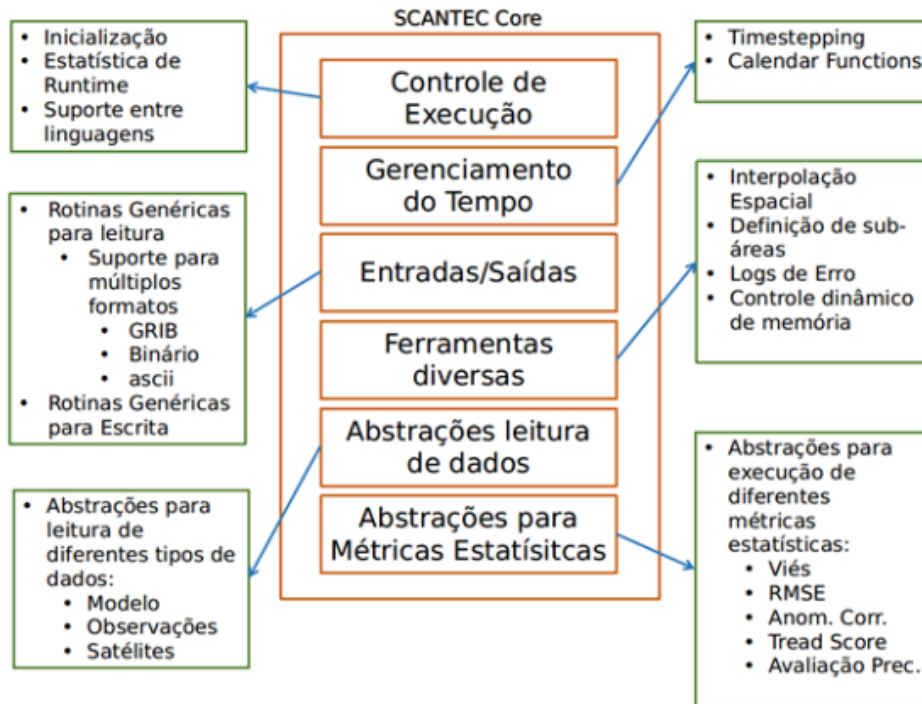 SCANTEC Core
• Inicialização
• Estatística de
Runtime
• Suporte entre
linguagens
• Rotinas Genéricas
para leitura
• Suporte para
múltiplos
formatos
• GRIB
• Binário
• ascii
• Rotinas Genéricas
para Escrita
• Abstrações para
leitura de
diferentes tipos de
dados:
• Modelo
• Observações
• Satélites
Controle de
Execução
Gerenciamento
do Tempo
Entradas/Saídas
Ferramentas
diversas
Abstrações leitura
de dados
Abstrações para
Métricas Estatísitcas
• Timestepping
• Calendar Functions
• Interpolação
Espacial
• Definição de sub-
áreas
• Logs de Erro
• Controle dinâmico
de memória
• Abstrações para
execução de
diferentes
métricas
estatísticas:
• Viés
• RMSE
• Anom. Corr.
• Tread Score
• Avaliação Prec.